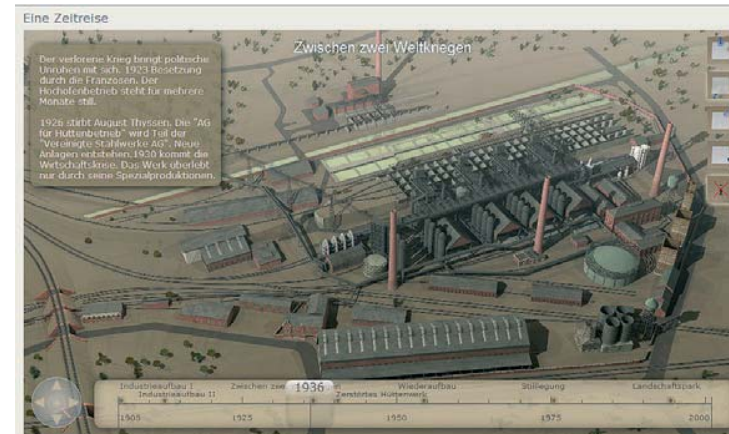 Eine Zeitreise
Zwischen zwei Weltkriegen
Der verlorene Krieg bringt politische
Unruhen mit sich. 1923 Besetzung
durch die Franzosen. Der
Hochofenbetrieb steht für mehrere
Monate still.
1926 stirbt August Thyssen. Die "AG
für Hüttenbetrieb" wird Teil der
"Vereinigte Stahlwerke AG". Neue
Anlagen entstehen.1930 kommt die
Wirtschaftskrise. Das Werk überlebt
nur durch seine Spezialproduktionen.
Industrieaufbau I Zwischen zwe 1936 n Wiederaufbau Stilllegung Landschaftspark
Industrieaufbau II Zerstörtes Hüttenwerk
1905 1925 1950 1975 2000